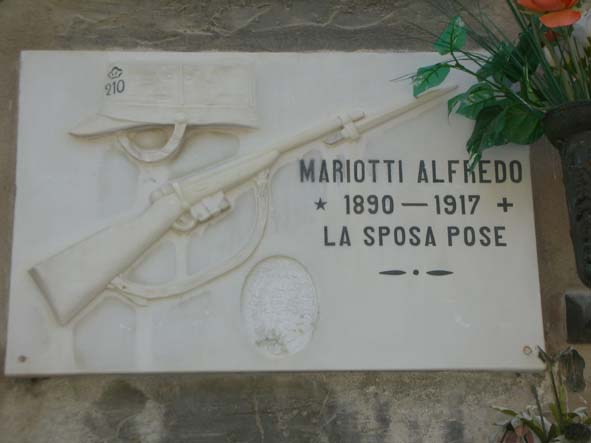 210
MARIOTTI ALFREDO
★ 1890 — 1917 +
LA SPOSA POSE